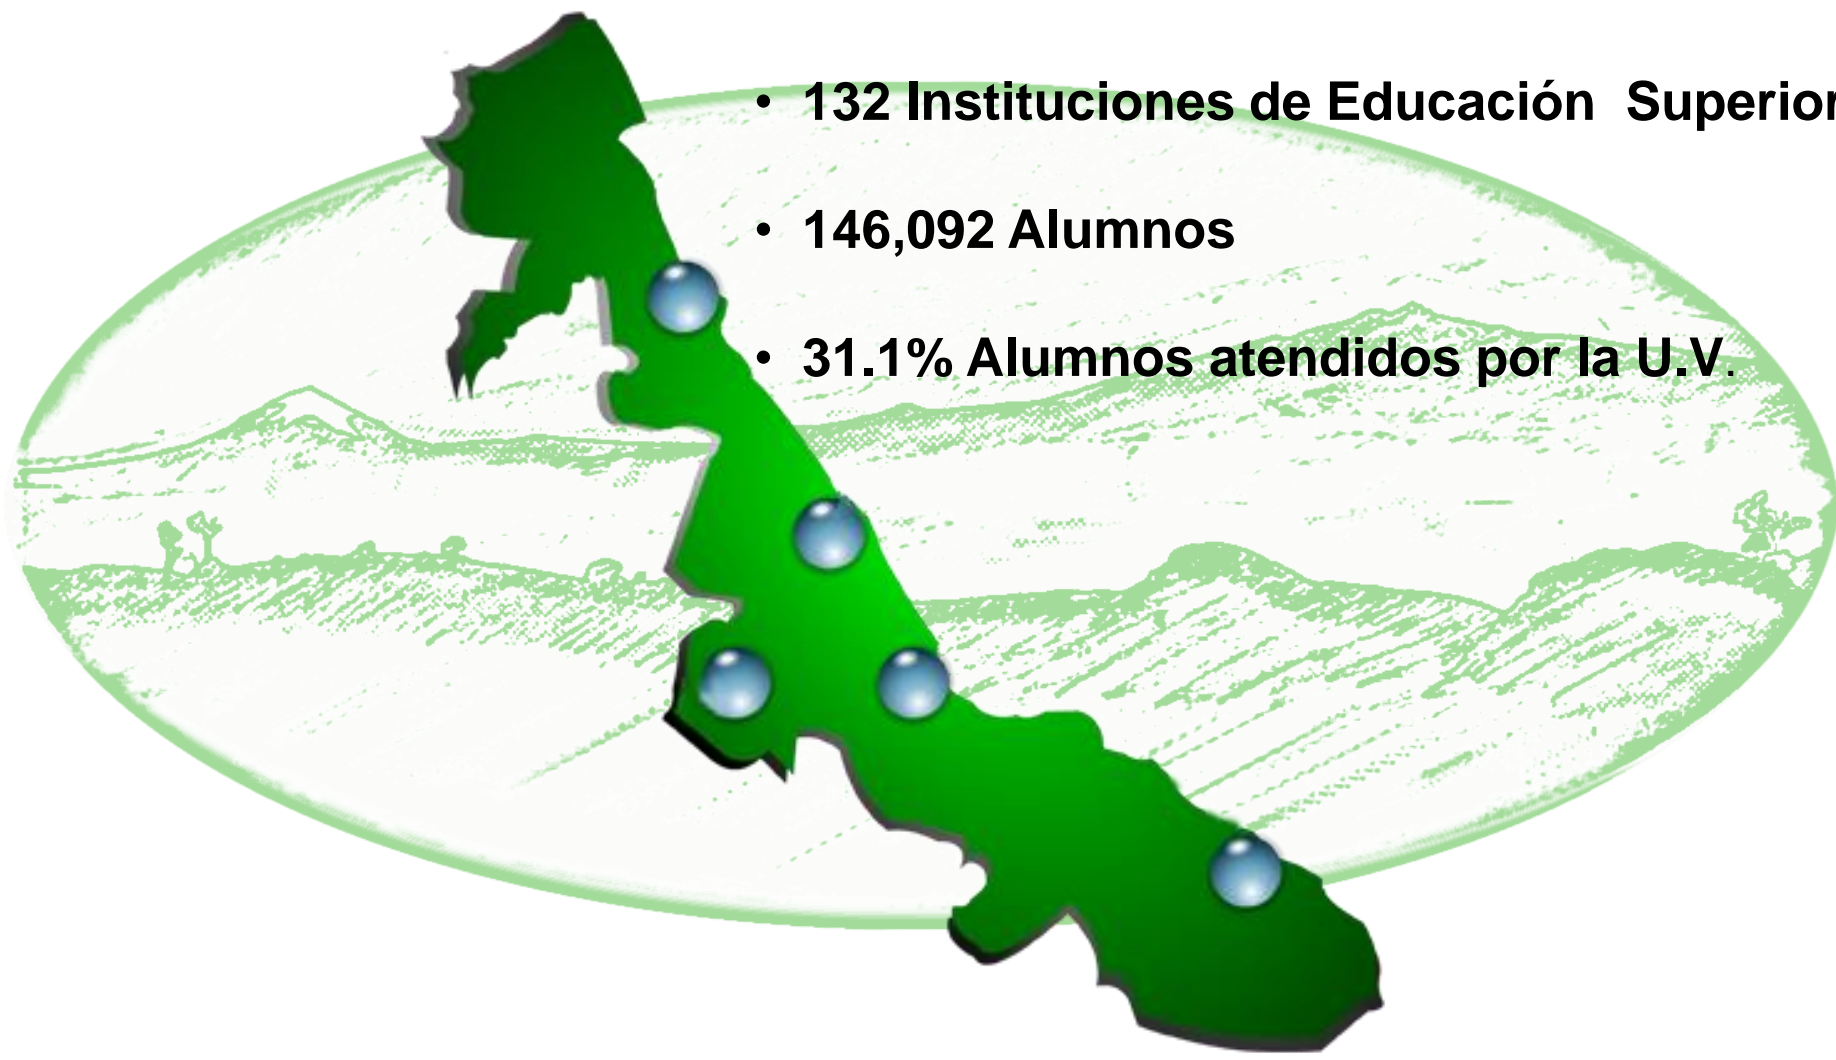 • 132 Instituciones de Educación  Superior
• 146,092 Alumnos
• 31.1% Alumnos atendidos por la U.V.